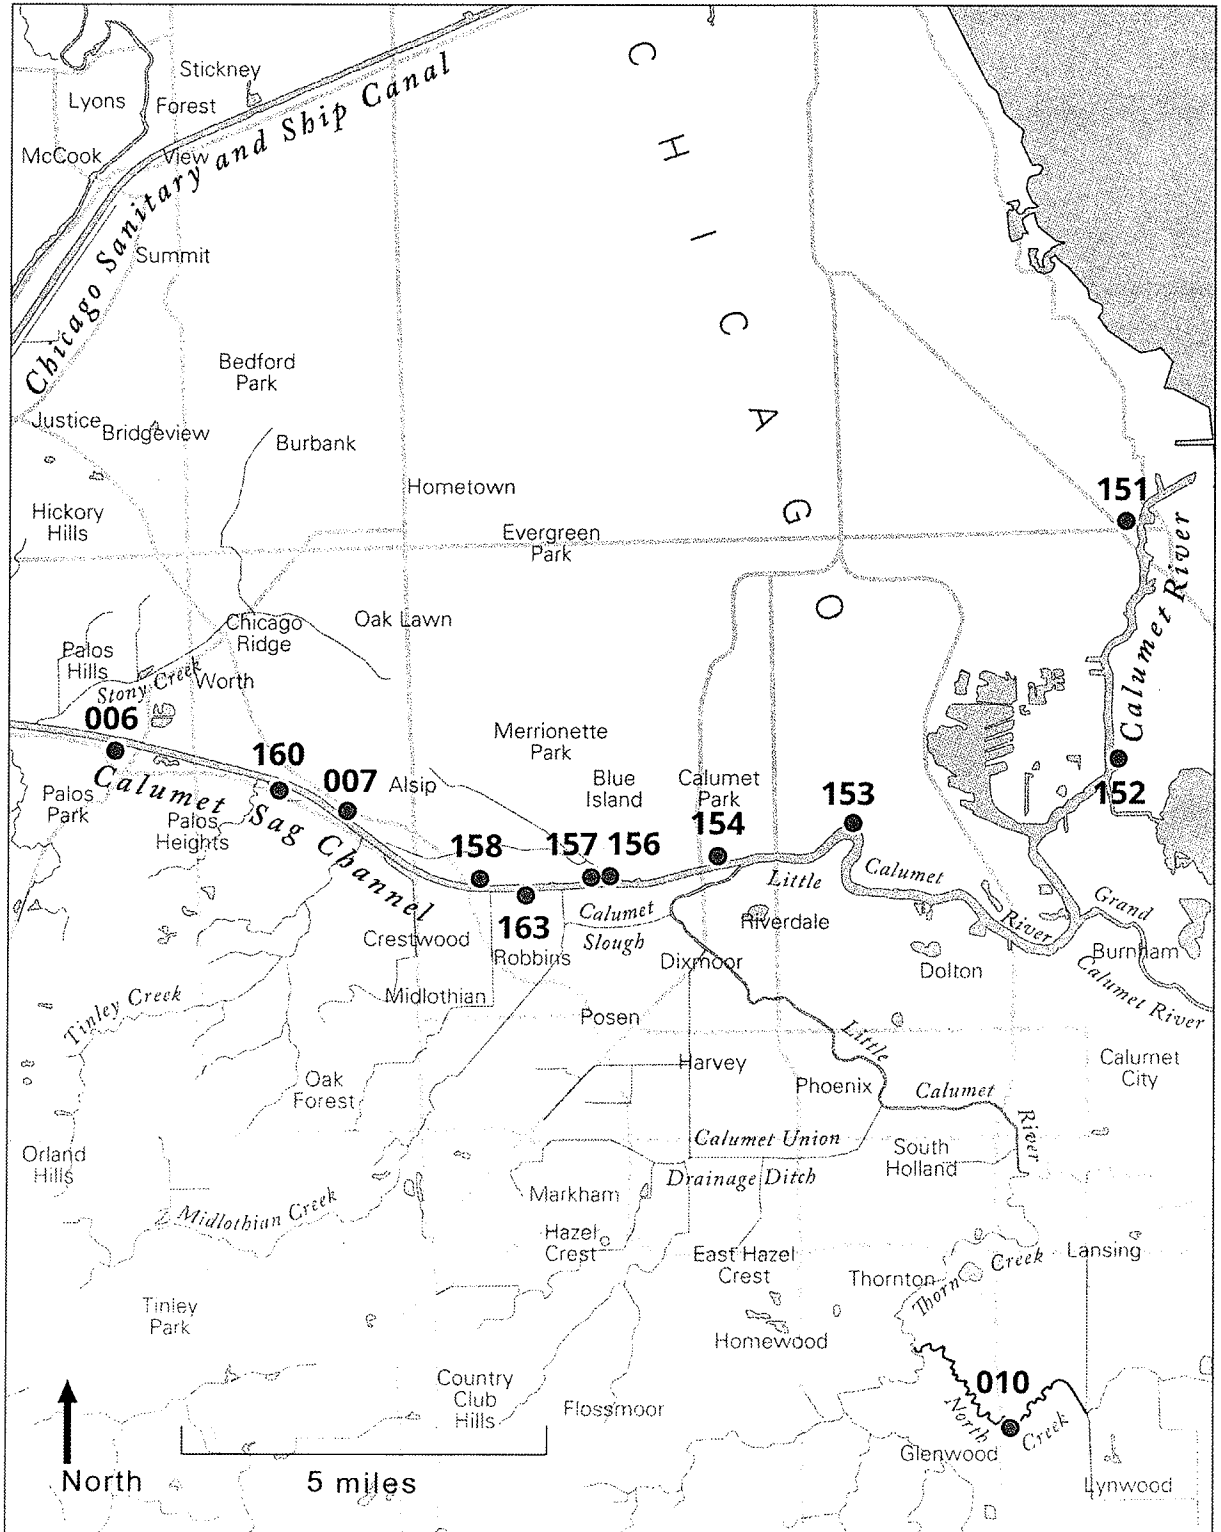 Stickney
Lyons
Forest
McCook
View
Chicago Sanitary and Ship Canal
Summit
CHICAGO
Bedford
Park
Justice
Bridgeview
Burbank
Hometown
151
Hickory
Hills
Evergreen
Park
Calumet River
Chicago
Ridge
Oak Lawn
Palos
Hills
Stony Creek
Worth
006
160
007
Merrionette
Park
Alsip
Blue
Island
Calumet
Park
154
153
152
Palos
Park
Calumet Sag Channel
Palos
Heights
158
157
156
163
Little Calumet River
Calumet
Slough
Riverdale
Grand
Calumet River
Crestwood
Robbins
Dixmoor
Dolton
Burnham
Tinley Creek
Midlothian
Posen
Little Calumet River
Harvey
Calumet
City
Oak
Forest
Phoenix
Orland
Hills
Calumet Union
Drainage Ditch
South
Holland
Markham
Midlothian Creek
Hazel
Crest
East Hazel
Crest
Thornton
Thorn Creek
Lansing
Tinley
Park
Homewood
Country
Club
Hills
Flossmoor
010
North Creek
Glenwood
Lynwood
North
5 miles